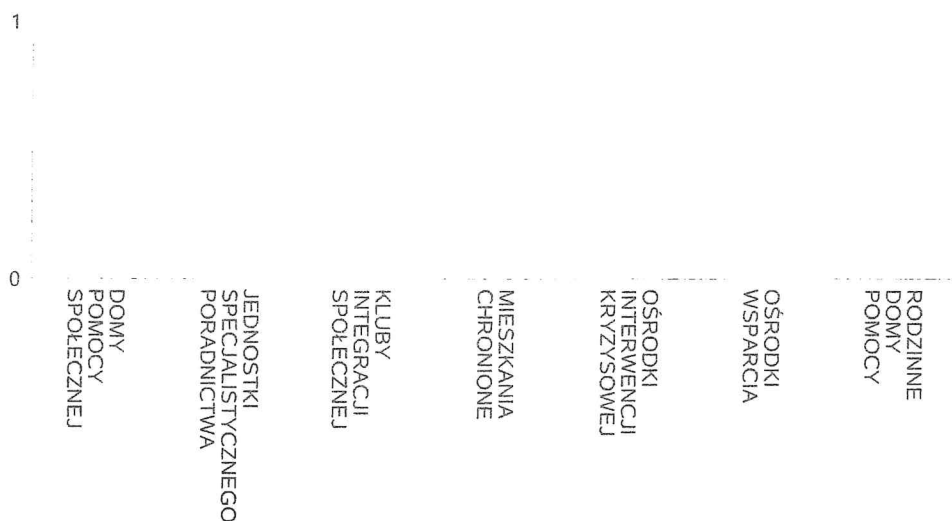 1
0
DOMY
POMOCY
SPOŁECZNEJ
JEDNOSTKI
SPECJALISTYCZNEGO
PORADNICTWA
KLUBY
INTEGRACJI
SPOŁECZNEJ
MIESZKANIA
CHRONIONE
OŚRODKI
INTERWENCJI
KRYZYSOWEJ
OŚRODKI
WSPARCIA
RODZINNE
DOMY
POMOCY